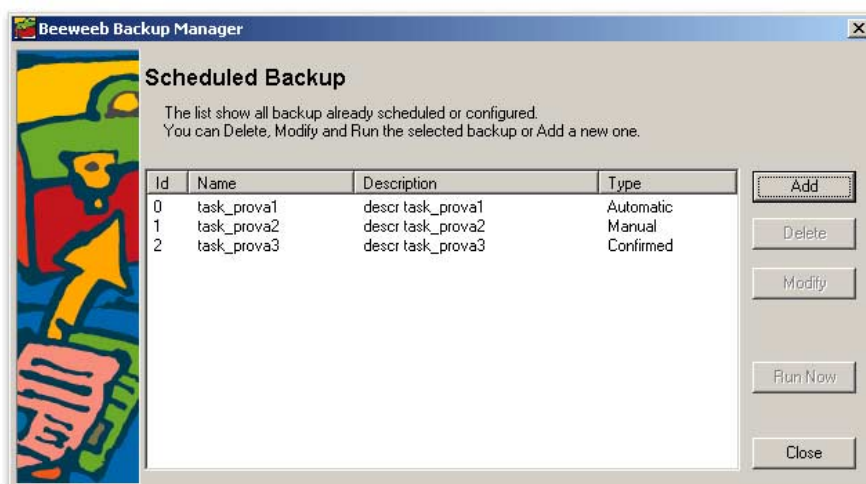 Beeweeb Backup Manager
Scheduled Backup
The list show all backup already scheduled or configured.
You can Delete, Modify and Run the selected backup or Add a new one.
Id Name Description Type
0 task_prova1 descr task_prova1 Automatic
1 task_prova2 descr task_prova2 Manual
2 task_prova3 descr task_prova3 Confirmed
Add
Delete
Modify
Run Now
Close